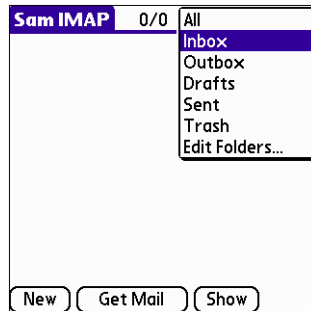 Sam IMAP 0/0 All
Inbox
Outbox
Drafts
Sent
Trash
Edit Folders...
New Get Mail Show